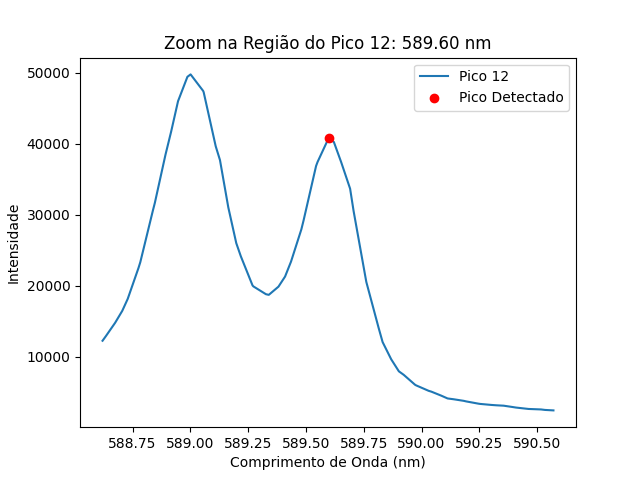 Zoom na Região do Pico 12: 589.60 nm
Pico 12
Pico Detectado
50000
40000
30000
20000
10000
Intensidade
588.75 589.00 589.25 589.50 589.75 590.00 590.25 590.50
Comprimento de Onda (nm)